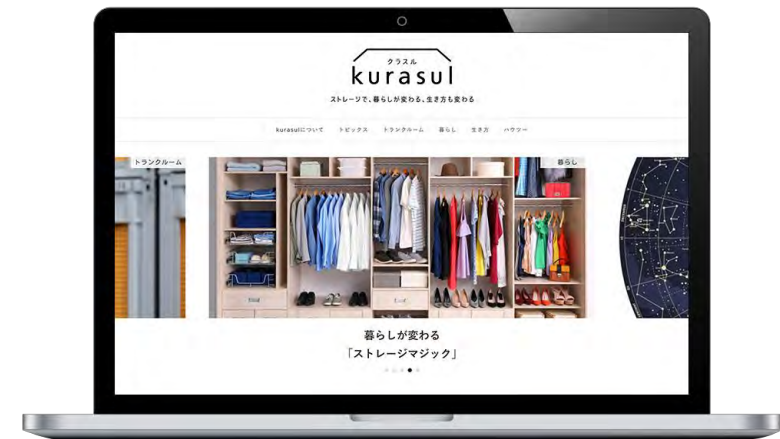 クラスル
kurasul
ストレージで、暮らしが変わる、生き方も変わる
kurasulについて トピックス トランクルーム 暮らし 生き方 ハウツー
トランクルーム 暮らし
暮らしが変わる
「ストレージマジック」